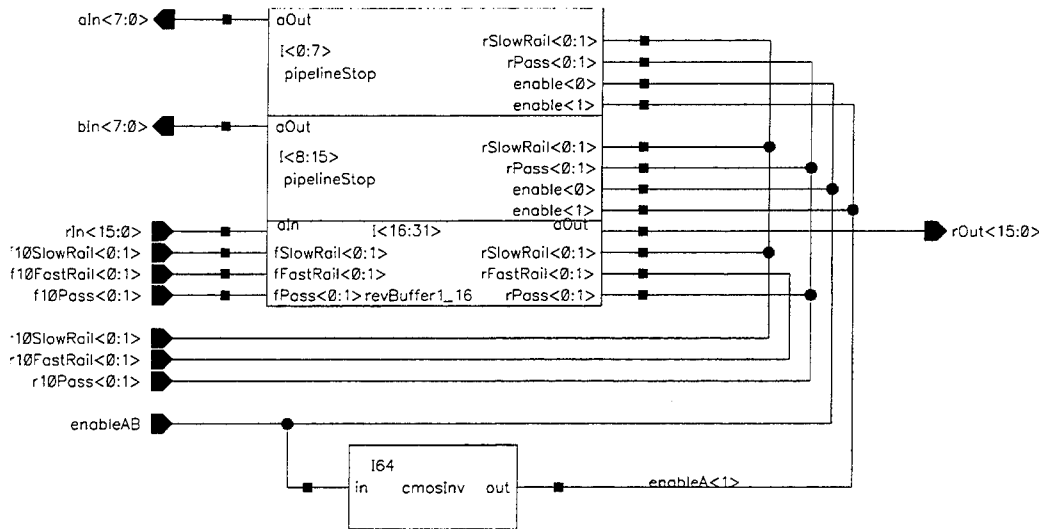 aIn<7:0>
aOut
I<0:7>
pipelineStop
rSlowRail<0:1>
rPass<0:1>
enable<0>
enable<1>
bIn<7:0>
aOut
I<8:15>
pipelineStop
rSlowRail<0:1>
rPass<0:1>
enable<0>
enable<1>
rIn<15:0>
aIn
I<16:31>
aOut
rOut<15:0>
f10SlowRail<0:1>
fSlowRail<0:1>
rSlowRail<0:1>
f10FastRail<0:1>
fFastRail<0:1>
rFastRail<0:1>
f10Pass<0:1>
fPass<0:1> revBuffer1_16
rPass<0:1>
r10SlowRail<0:1>
r10FastRail<0:1>
r10Pass<0:1>
enableAB
I64
in cmosInv out
enableA<1>